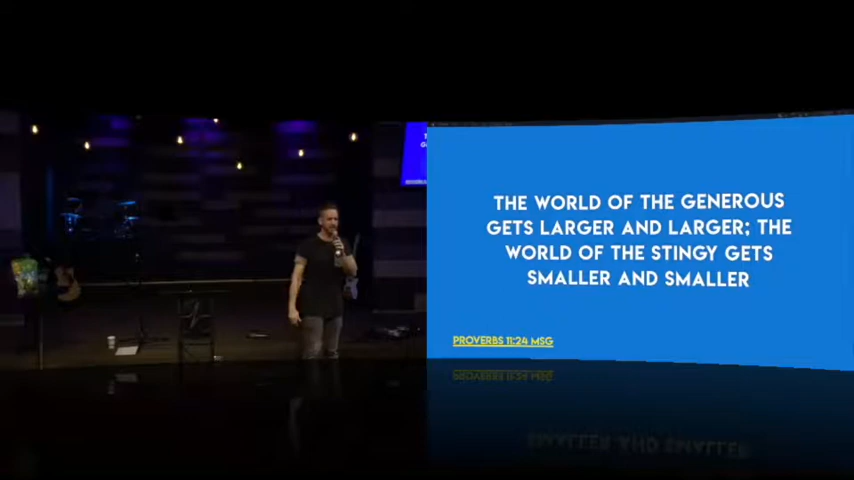 THE WORLD OF THE GENEROUS
GETS LARGER AND LARGER; THE
WORLD OF THE STINGY GETS
SMALLER AND SMALLER
PROVERBS 11:24 MSG